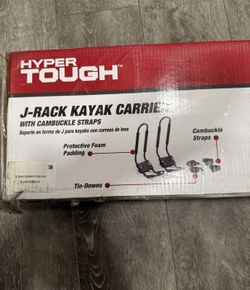 HYPER
TOUGH
J-RACK KAYAK CARRIE
WITH CAMBUCKLE STRAPS
Soporte en forma de J para kayaks con correas de leva
Protective Foam
Padding
Cambuckle
Straps
Tie-Downs